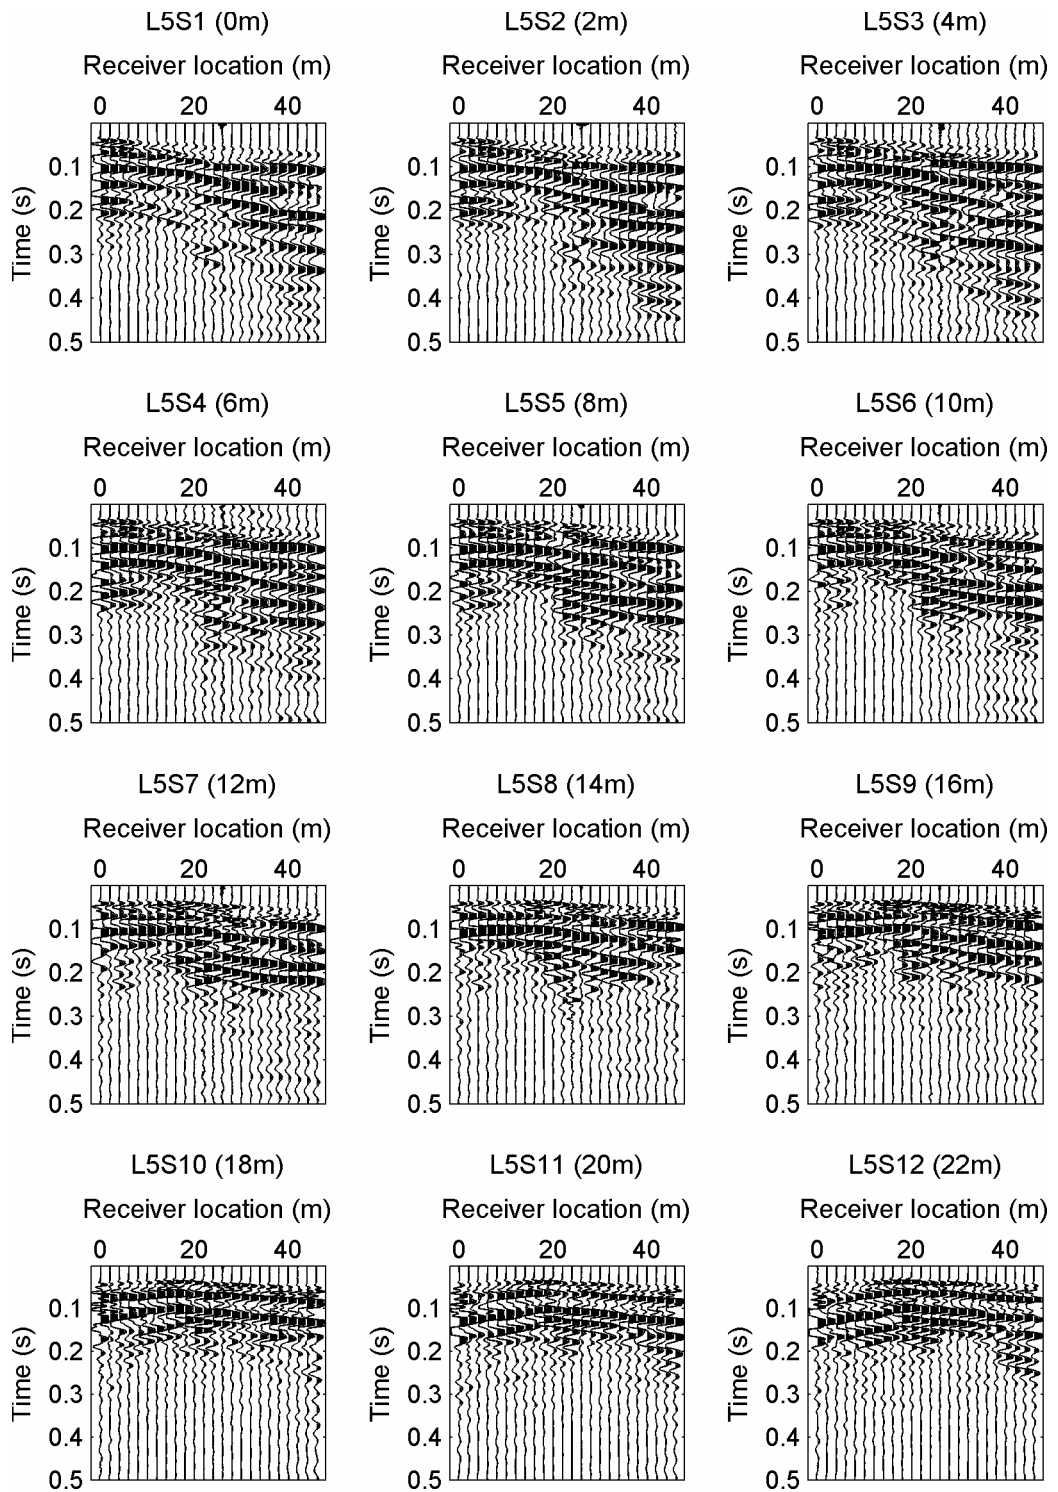 L5S1 (0m) L5S2 (2m) L5S3 (4m)
Receiver location (m) Receiver location (m) Receiver location (m)
0 20 40 0 20 40 0 20 40
0.1 0.1 0.1
0.2 0.2 0.2
0.3 0.3 0.3
0.4 0.4 0.4
0.5 0.5 0.5
Time (s) Time (s) Time (s)
L5S4 (6m) L5S5 (8m) L5S6 (10m)
Receiver location (m) Receiver location (m) Receiver location (m)
0 20 40 0 20 40 0 20 40
0.1 0.1 0.1
0.2 0.2 0.2
0.3 0.3 0.3
0.4 0.4 0.4
0.5 0.5 0.5
Time (s) Time (s) Time (s)
L5S7 (12m) L5S8 (14m) L5S9 (16m)
Receiver location (m) Receiver location (m) Receiver location (m)
0 20 40 0 20 40 0 20 40
0.1 0.1 0.1
0.2 0.2 0.2
0.3 0.3 0.3
0.4 0.4 0.4
0.5 0.5 0.5
Time (s) Time (s) Time (s)
L5S10 (18m) L5S11 (20m) L5S12 (22m)
Receiver location (m) Receiver location (m) Receiver location (m)
0 20 40 0 20 40 0 20 40
0.1 0.1 0.1
0.2 0.2 0.2
0.3 0.3 0.3
0.4 0.4 0.4
0.5 0.5 0.5
Time (s) Time (s) Time (s)